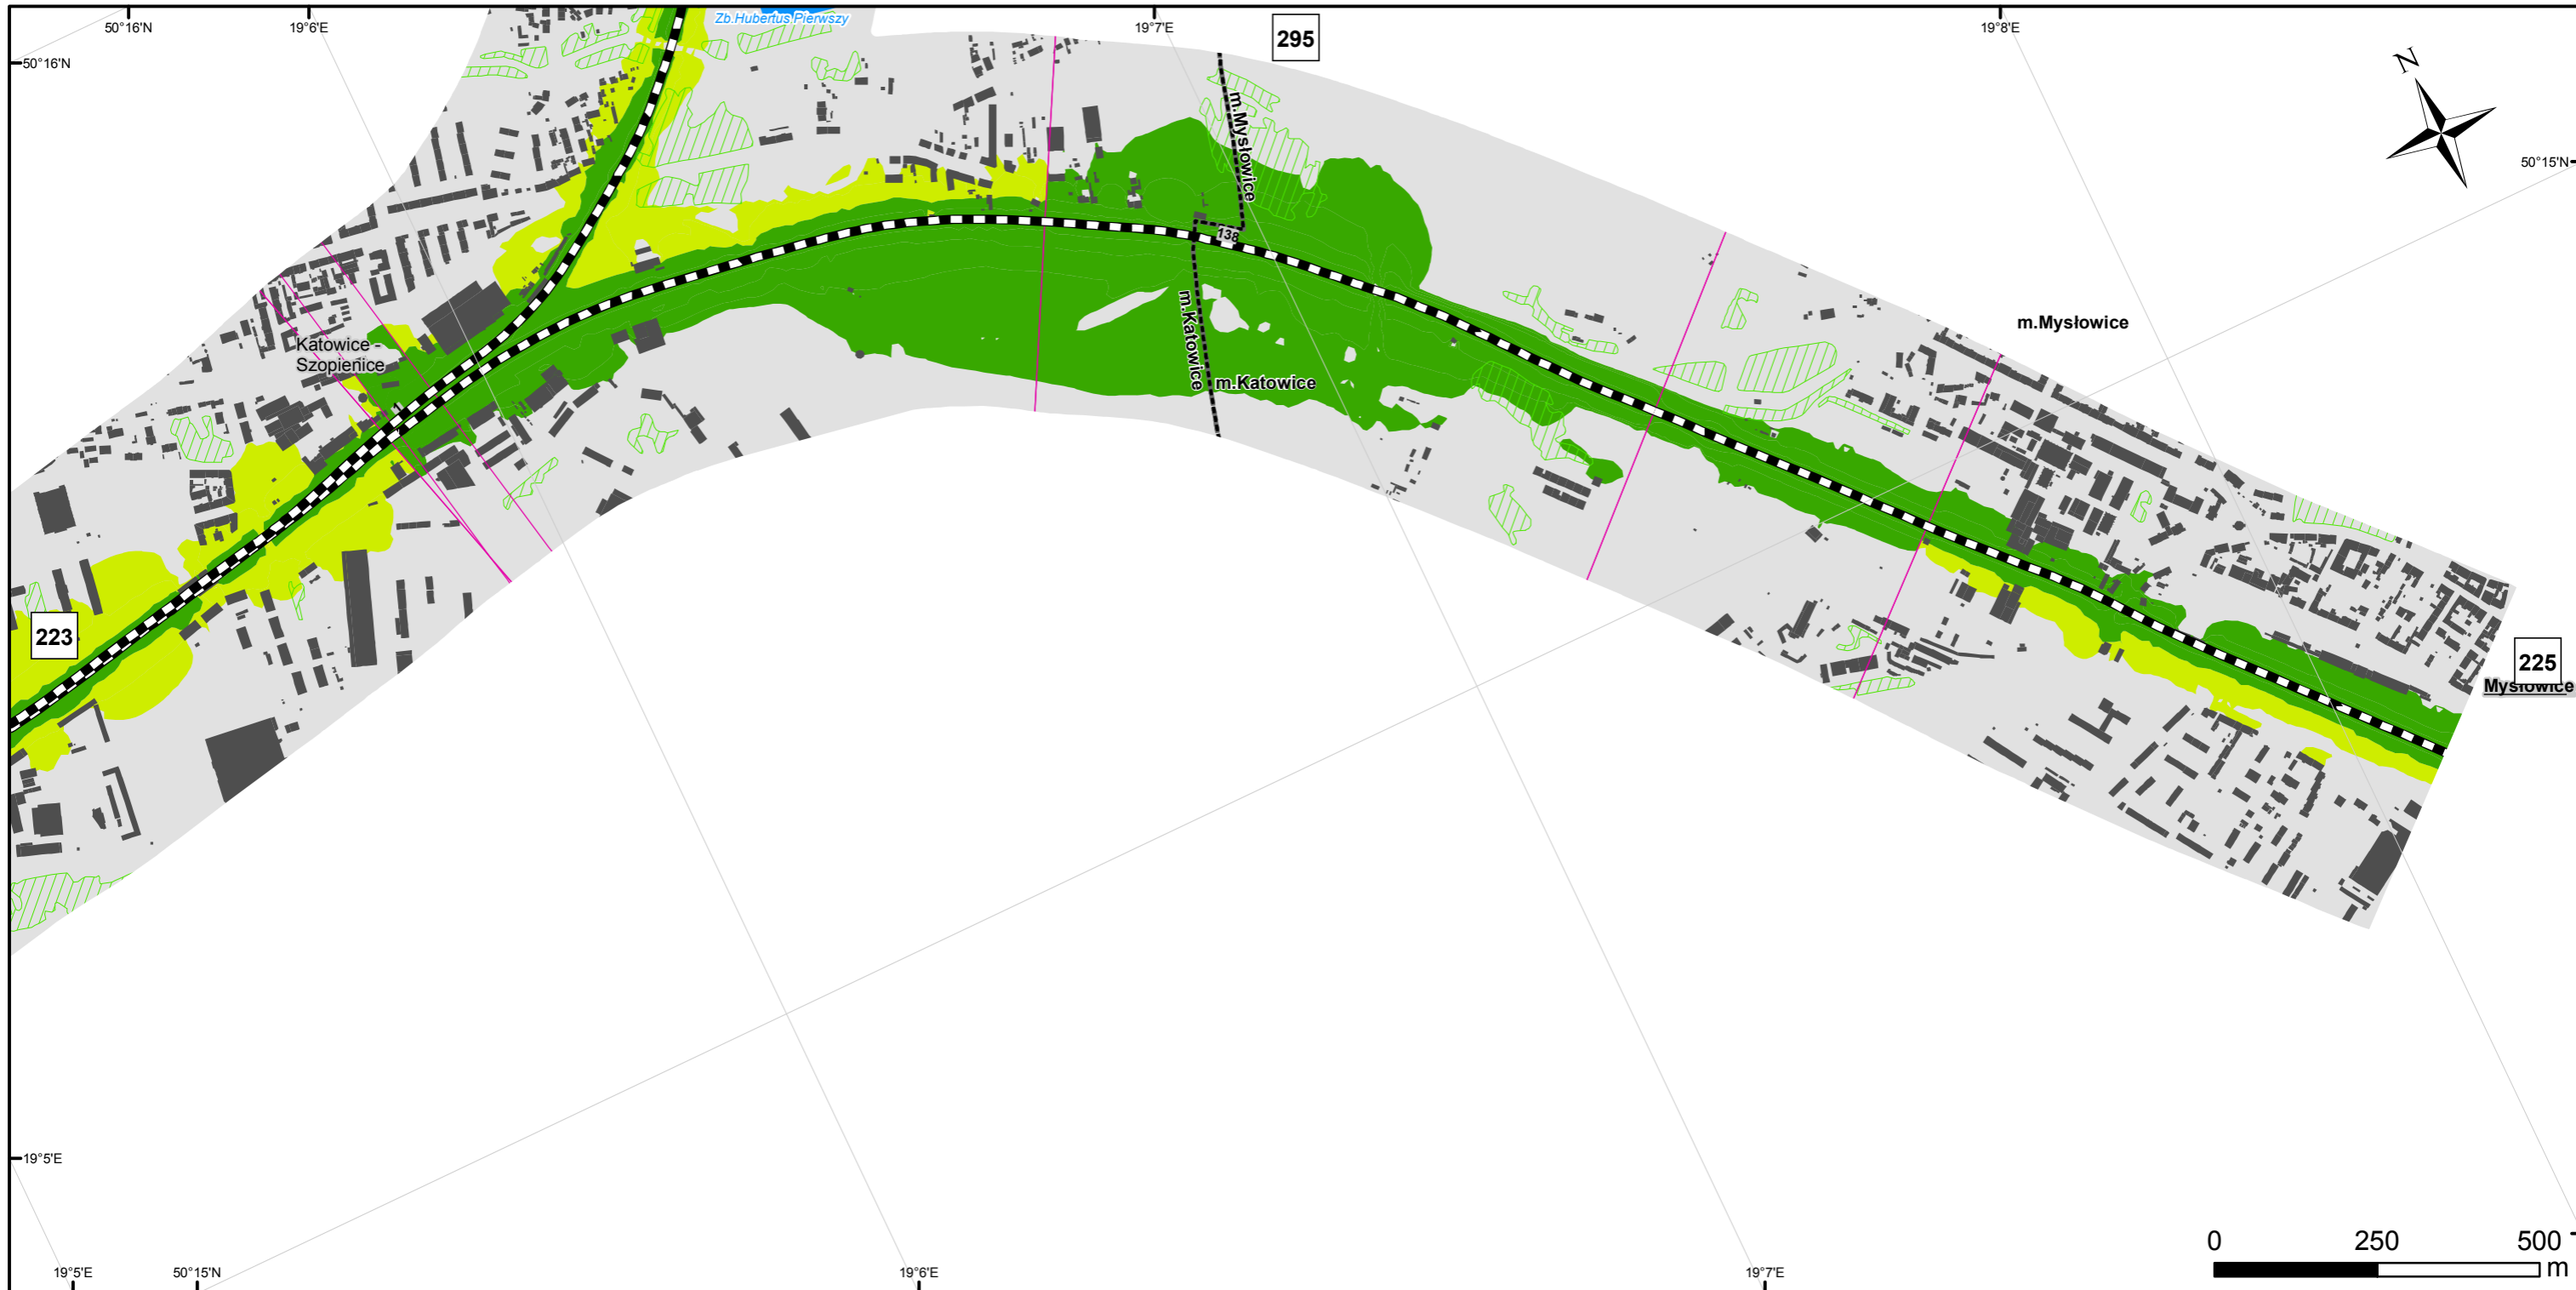 Zb.Hubertus Pierwszy
50°16'N
19°6'E
19°7'E
295
19°8'E
N
50°16'N
50°15'N
m.Mysłowice
138
m.Katowice
m.Katowice
m.Mysłowice
Katowice -
Szopienice
223
225
Mysłowice
19°5'E
0 250 500
m
19°5'E
50°15'N
19°6'E
19°7'E